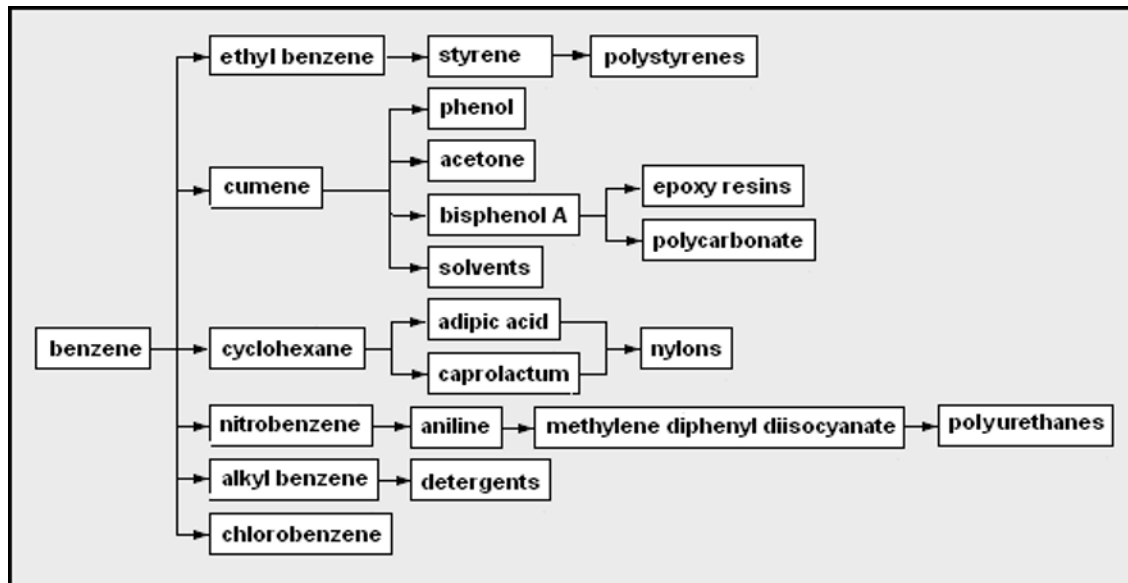 ethyl benzene
styrene
polystyrenes
phenol
acetone
cumene
bisphenol A
epoxy resins
polycarbonate
solvents
benzene
cyclohexane
adipic acid
caprolactum
nylons
nitrobenzene
aniline
methylene diphenyl diisocyanate
polyurethanes
alkyl benzene
detergents
chlorobenzene